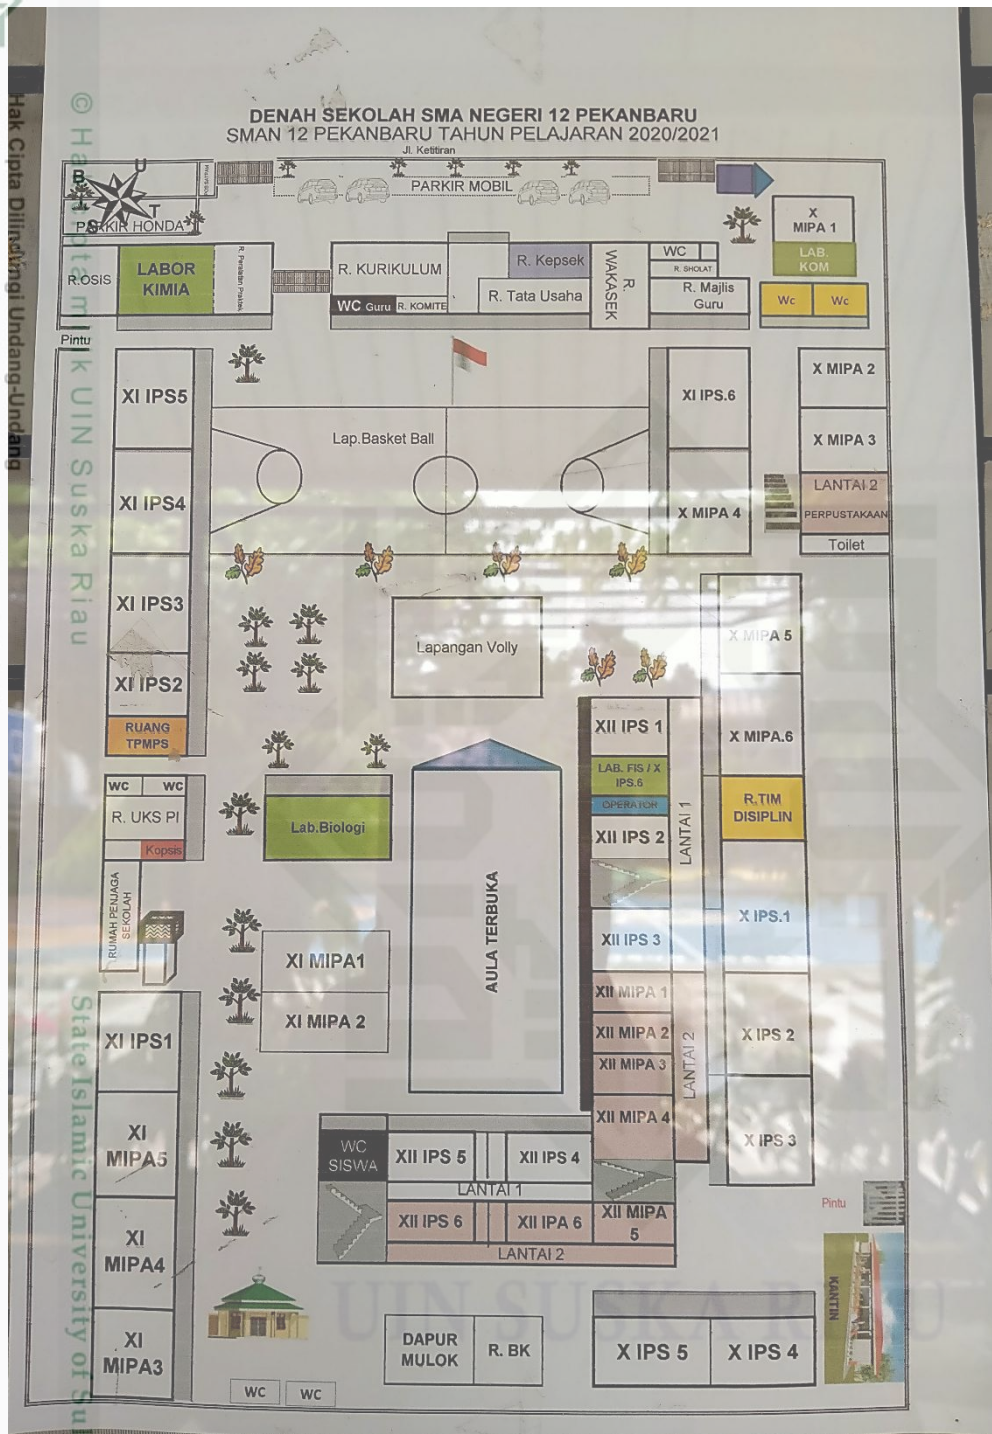 DENAH SEKOLAH SMA NEGERI 12 PEKANBARU
SMAN 12 PEKANBARU TAHUN PELAJARAN 2020/2021
Jl. Ketitiran
PARKIR MOBIL
B
U
T
S
PARKIR HONDA
X
MIPA 1
LAB.
KOM
Wc
Wc
R.OSIS
LABOR
KIMIA
R. KURIKULUM
WC Guru
R. KOMITE
R. Kepsek
R. Tata Usaha
R.
WAKASEK
WC
R. SHOLAT
R. Majlis
Guru
Pintu
XI IPS5
XI IPS4
XI IPS3
XI IPS2
RUANG
TPMPS
Lap.Basket Ball
XI IPS.6
X MIPA 4
X MIPA 2
X MIPA 3
LANTAI 2
PERPUSTAKAAN
Toilet
Lapangan Volly
X MIPA 5
X MIPA.6
R.TIM
DISIPLIN
X IPS.1
X IPS 2
X IPS 3
XII IPS 1
LAB. FIS / X
IPS.6
OPERATOR
XII IPS 2
LANTAI 1
XII IPS 3
XII MIPA 1
XII MIPA 2
XII MIPA 3
XII MIPA 4
LANTAI 2
WC
WC
R. UKS PI
Kopsis
RUMAH PENJAGA
SEKOLAH
Lab.Biologi
XI MIPA1
XI MIPA 2
AULA TERBUKA
XI IPS1
XI
MIPA5
XI
MIPA4
XI
MIPA3
WC
SISWA
XII IPS 5
XII IPS 4
LANTAI 1
XII IPS 6
XII IPA 6
XII MIPA
5
LANTAI 2
Pintu
KANTIN
DAPUR
MULOK
R. BK
X IPS 5
X IPS 4
WC
WC
Hak Cipta Dilindungi Undang-Undang
© Hak cipta milik UIN Suska Riau
State Islamic University of Su
UIN SUSKA RIAU